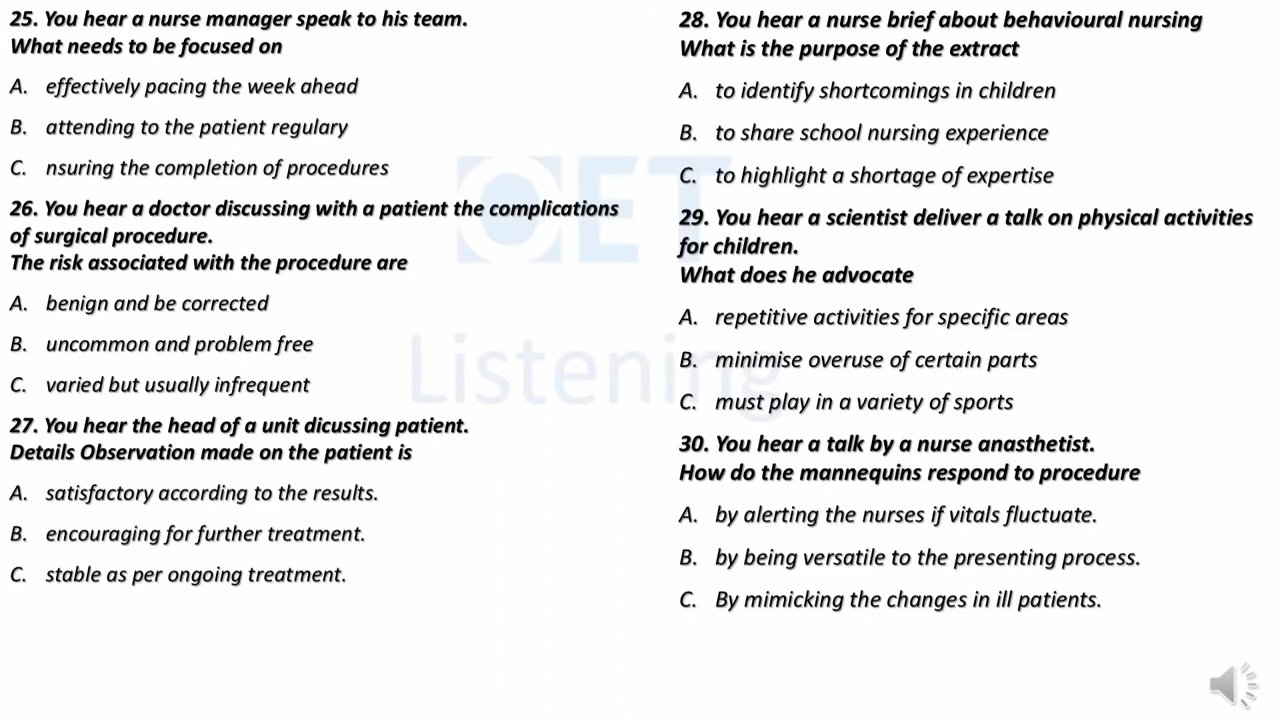 25. You hear a nurse manager speak to his team.
What needs to be focused on
A. effectively pacing the week ahead
B. attending to the patient regulary
C. nsuring the completion of procedures
26. You hear a doctor discussing with a patient the complications
of surgical procedure.
The risk associated with the procedure are
A. benign and be corrected
B. uncommon and problem free
C. varied but usually infrequent
27. You hear the head of a unit dicussing patient.
Details Observation made on the patient is
A. satisfactory according to the results.
B. encouraging for further treatment.
C. stable as per ongoing treatment.
28. You hear a nurse brief about behavioural nursing
What is the purpose of the extract
A. to identify shortcomings in children
B. to share school nursing experience
C. to highlight a shortage of expertise
29. You hear a scientist deliver a talk on physical activities
for children.
What does he advocate
A. repetitive activities for specific areas
B. minimise overuse of certain parts
C. must play in a variety of sports
30. You hear a talk by a nurse anasthetist.
How do the mannequins respond to procedure
A. by alerting the nurses if vitals fluctuate.
B. by being versatile to the presenting process.
C. By mimicking the changes in ill patients.
OET
Listening